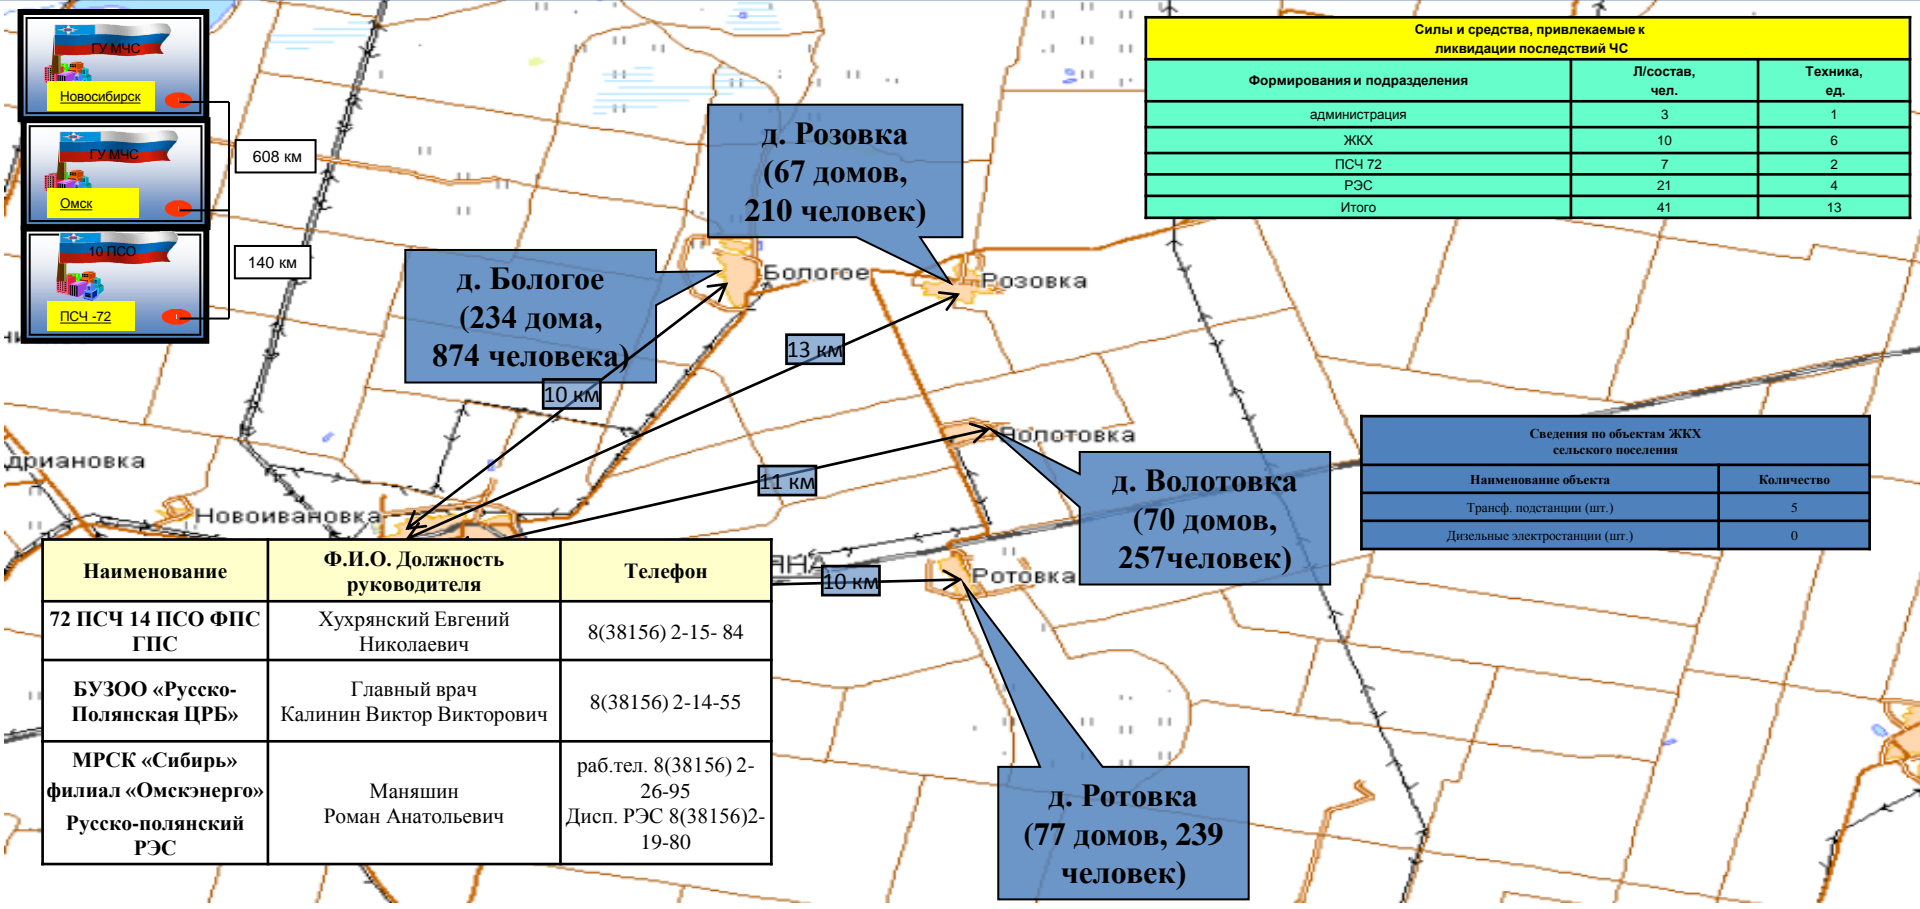 ГУ МЧС
Новосибирск
ГУ МЧС
Омск
10 ПСО
ПСЧ -72
608 км
140 км
д. Розовка
(67 домов,
210 человек)
д. Бологое
(234 дома,
874 человека)
Бологое
Розовка
13 км
10 км
11 км
10 км
Волотовка
дриановка
Новоивановка
Ротовка
д. Волотовка
(70 домов,
257человек)
д. Ротовка
(77 домов, 239
человек)
Силы и средства, привлекаемые к
ликвидации последствий ЧС
Формирования и подразделения
Л/состав,
чел.
Техника,
ед.
администрация 3 1
ЖКХ 10 6
ПСЧ 72 7 2
РЭС 21 4
Итого 41 13
Сведения по объектам ЖКХ
сельского поселения
Наименование объекта Количество
Трансф. подстанции (шт.) 5
Дизельные электростанции (шт.) 0
Наименование
Ф.И.О. Должность
руководителя
Телефон
72 ПСЧ 14 ПСО ФПС
ГПС
Хухрянский Евгений
Николаевич
8(38156) 2-15- 84
БУЗОО «Русско-
Полянская ЦРБ»
Главный врач
Калинин Виктор Викторович
8(38156) 2-14-55
МРСК «Сибирь»
филиал «Омскэнерго»
Русско-полянский
РЭС
Маняшин
Роман Анатольевич
раб.тел. 8(38156) 2-
26-95
Дисп. РЭС 8(38156)2-
19-80